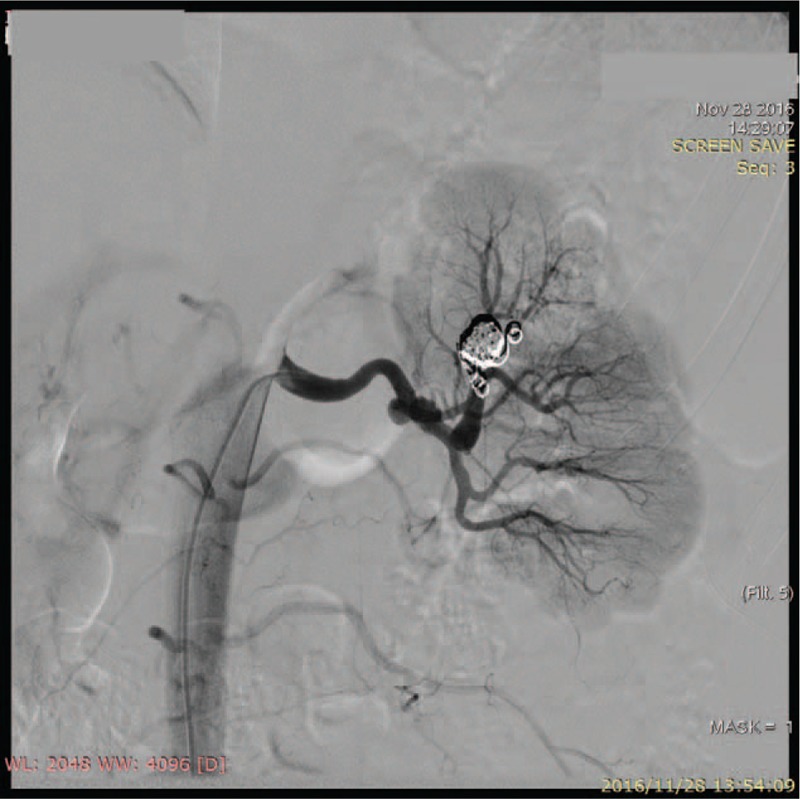 Nov 28 2016
14:29:07
SCREEN SAVE
Seq: 3
(Filt. 5)
MASK = 1
WL: 2048 WW: 4096 [D]
2016/11/28 13:54:09